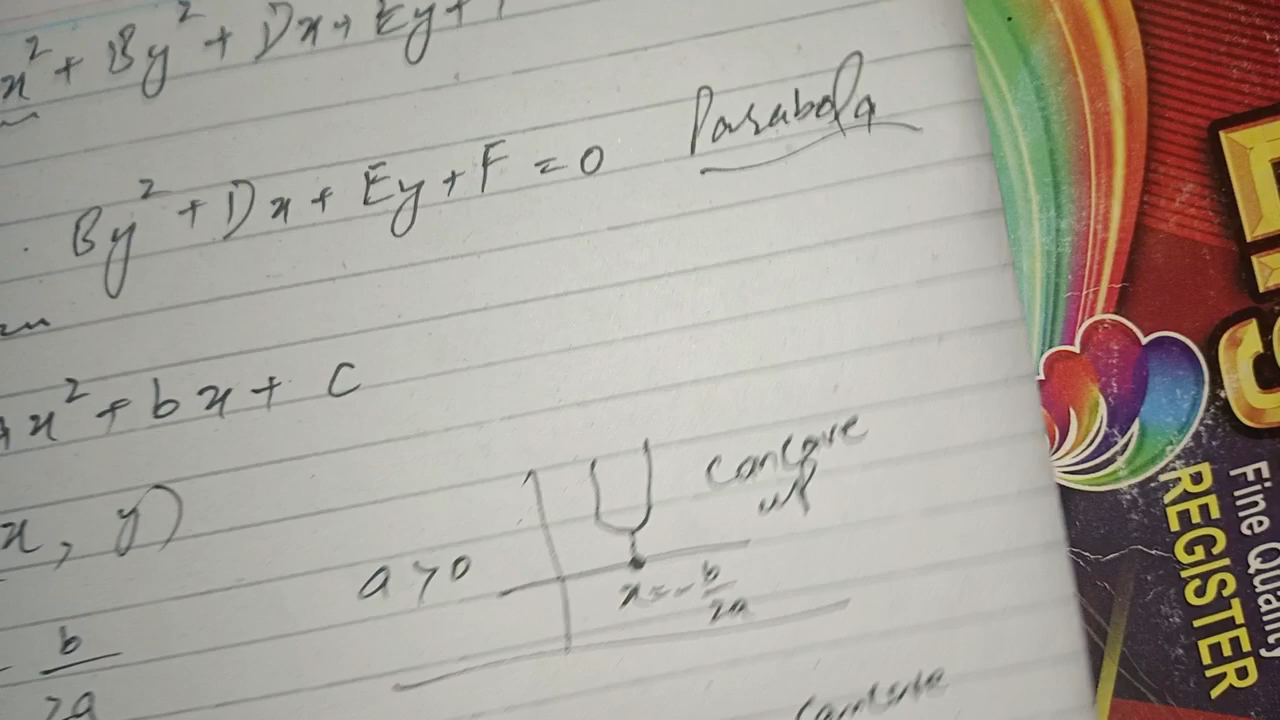 x² + By² + Dx + Ey +
By² + Dx + Ey + F = 0 Parabola
x² + bx + c
x, y)
a > 0
concave
up
x = -b/2a
b/2a
Fine Quality
REGISTER